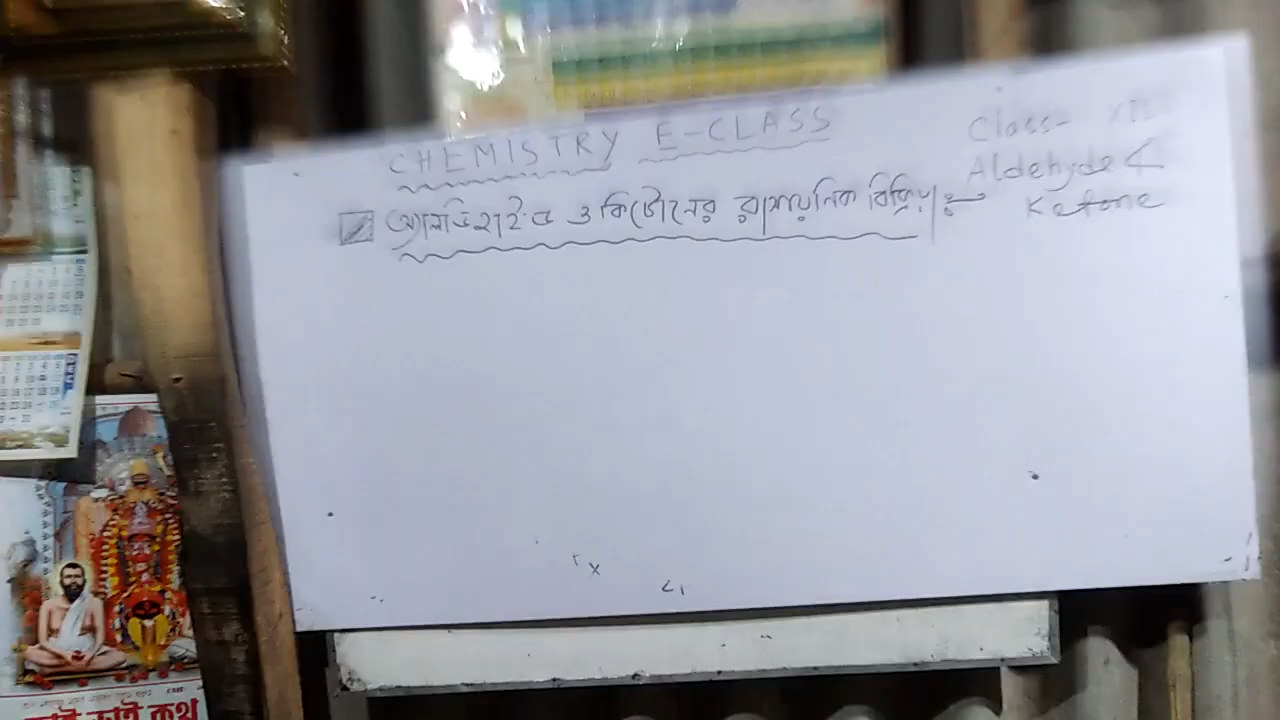 CHEMISTRY E-CLASS
Class- XII
Aldehyde &
Ketone
অ্যালডিহাইড ও কিটোনের রাসায়নিক বিক্রিয়া :-